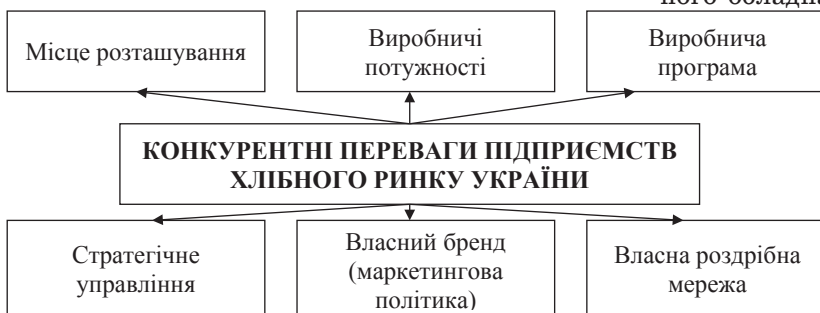 Місце розташування
Виробничі
потужності
Виробнича
програма
КОНКУРЕНТНІ ПЕРЕВАГИ ПІДПРИЄМСТВ
ХЛІБНОГО РИНКУ УКРАЇНИ
Стратегічне
управління
Власний бренд
(маркетингова
політика)
Власна роздрібна
мережа